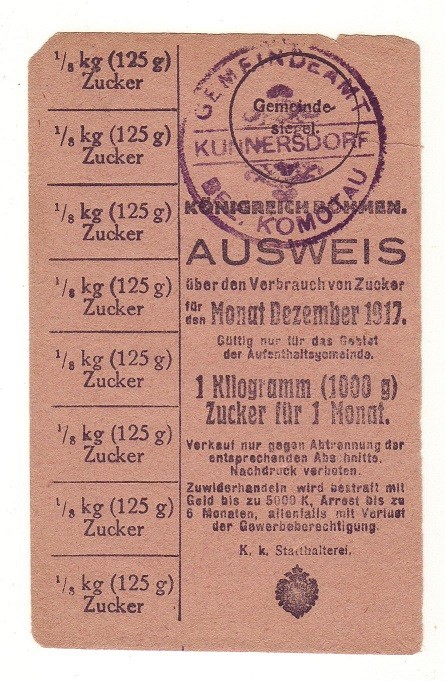 ⅛ kg (125 g)
Zucker
⅛ kg (125 g)
Zucker
⅛ kg (125 g)
Zucker
⅛ kg (125 g)
Zucker
⅛ kg (125 g)
Zucker
⅛ kg (125 g)
Zucker
⅛ kg (125 g)
Zucker
⅛ kg (125 g)
Zucker
GEMEINDEAMT
Gemeinde-
siegel.
KUNNERSDORF
BEI KOMOTAU
KÖNIGREICH BÖHMEN.
AUSWEIS
über den Verbrauch von Zucker
für den Monat Dezember 1917.
Gültig nur für das Gebiet
der Aufenthaltsgemeinde.
1 Kilogramm (1000 g)
Zucker für 1 Monat.
Verkauf nur gegen Abtrennung der
entsprechenden Abschnitte.
Nachdruck verboten.
Zuwiderhandeln wird bestraft mit
Geld bis zu 5000 K, Arrest bis zu
6 Monaten, allenfalls mit Verlust
der Gewerbeberechtigung.
K. k. Statthalterei.